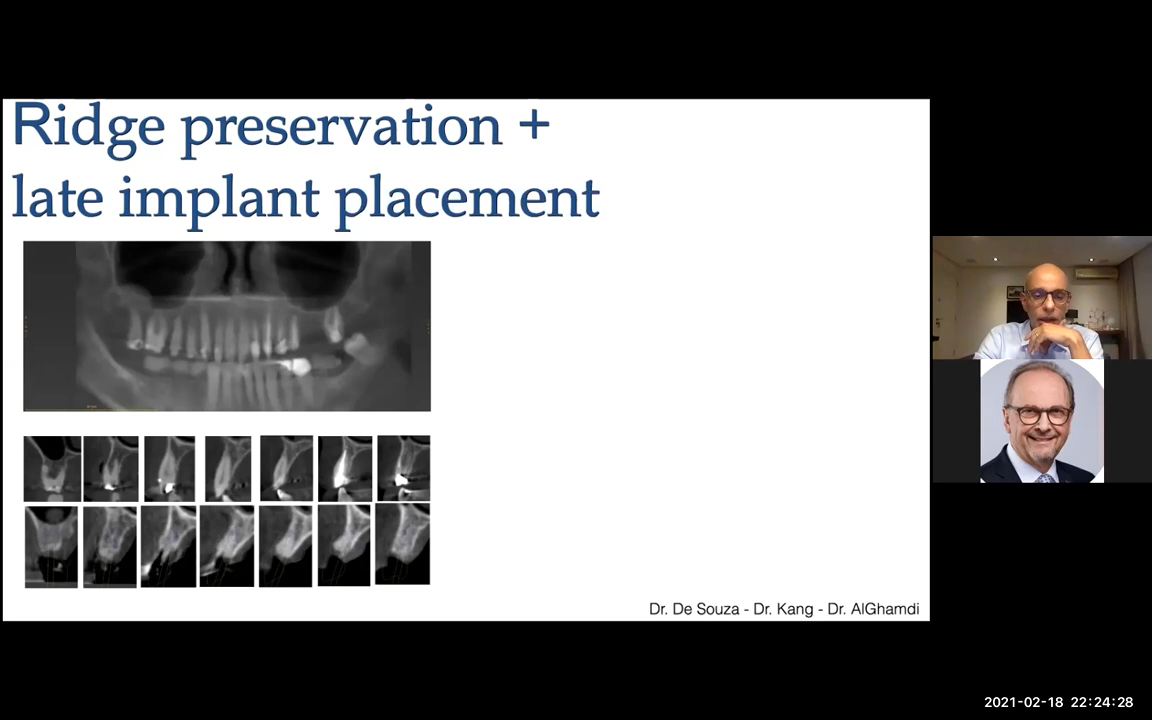 Ridge preservation +
late implant placement
Dr. De Souza - Dr. Kang - Dr. AlGhamdi
2021-02-18 22:24:28